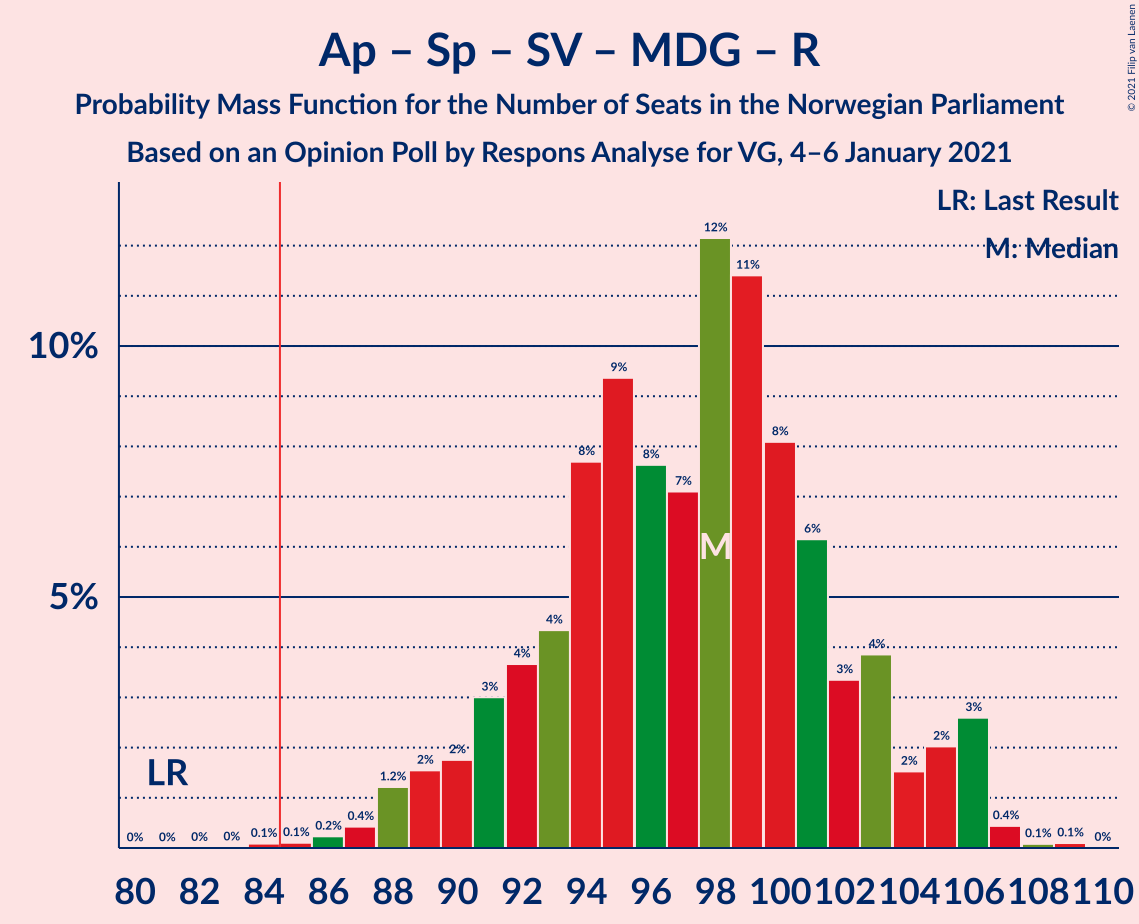 Ap – Sp – SV – MDG – R
Probability Mass Function for the Number of Seats in the Norwegian Parliament
Based on an Opinion Poll by Respons Analyse for VG, 4–6 January 2021
© 2021 Filip van Laenen
LR: Last Result
M: Median
10%
5%
LR
M
0% 0% 0% 0% 0.1% 0.1% 0.2% 0.4% 1.2% 2% 2% 3% 4% 4% 8% 9% 8% 7% 12% 11% 8% 6% 3% 4% 2% 2% 3% 0.4% 0.1% 0.1% 0%
80 82 84 86 88 90 92 94 96 98 100 102 104 106 108 110